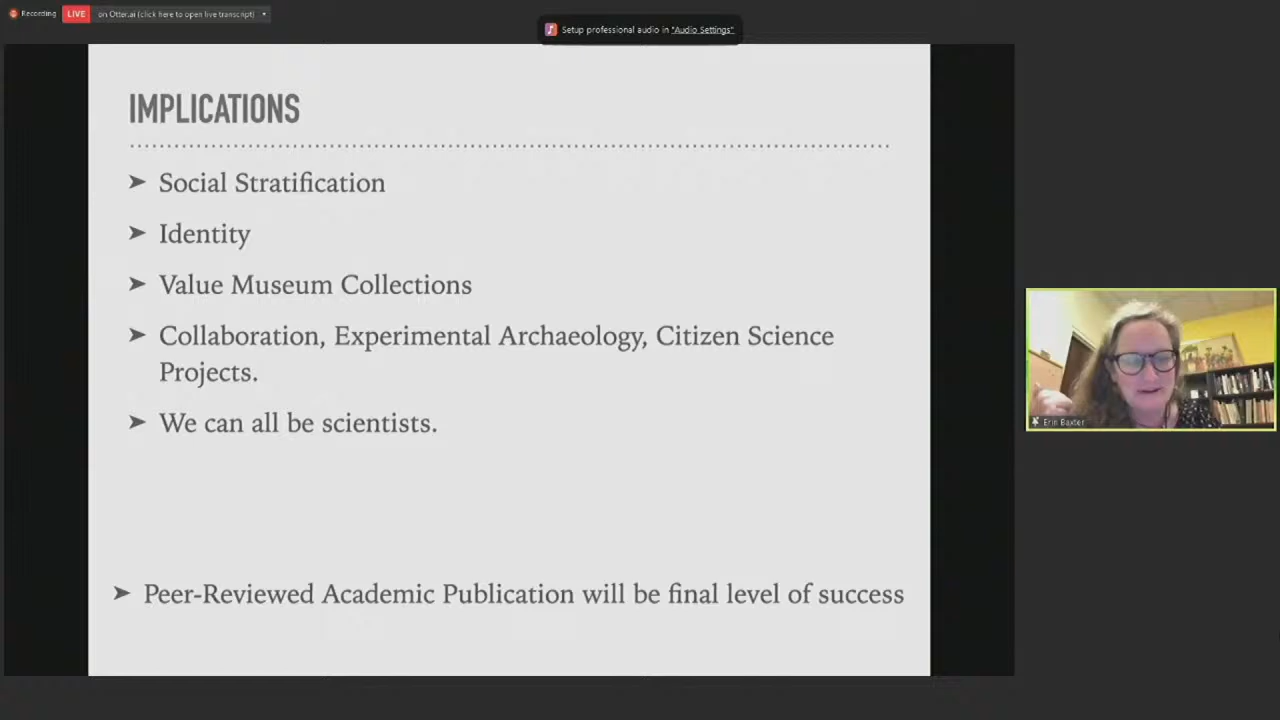 Recording
LIVE
on Otter.ai (click here to open live transcript)
Setup professional audio in "Audio Settings"
IMPLICATIONS
➤ Social Stratification
➤ Identity
➤ Value Museum Collections
➤ Collaboration, Experimental Archaeology, Citizen Science
Projects.
➤ We can all be scientists.
➤ Peer-Reviewed Academic Publication will be final level of success
Erin Baxter